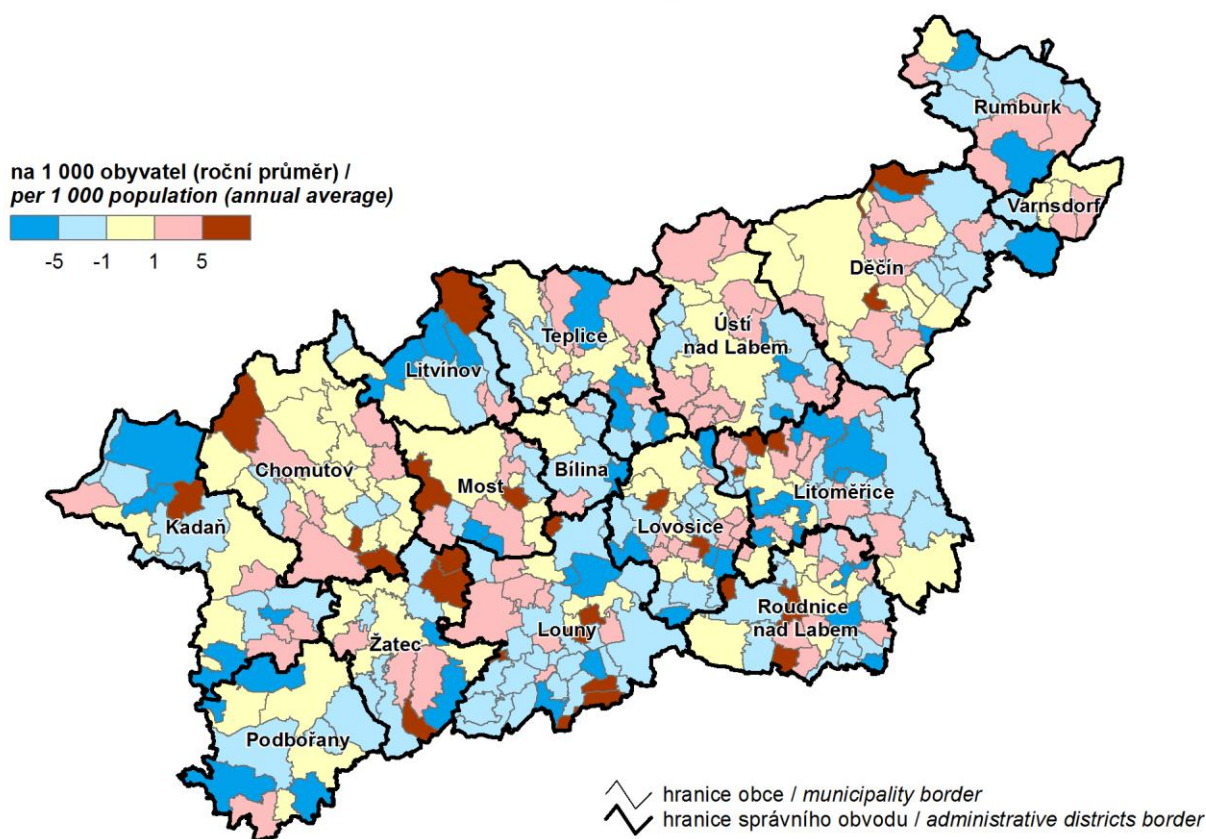 Rumburk
na 1 000 obyvatel (roční průměr) /
per 1 000 population (annual average)
-5 -1 1 5
Varnsdorf
Děčín
Teplice
Ústí
nad Labem
Litvínov
Chomutov
Most
Bílina
Litoměřice
Kadaň
Lovosice
Roudnice
nad Labem
Žatec
Louny
Podbořany
hranice obce / municipality border
hranice správního obvodu / administrative districts border